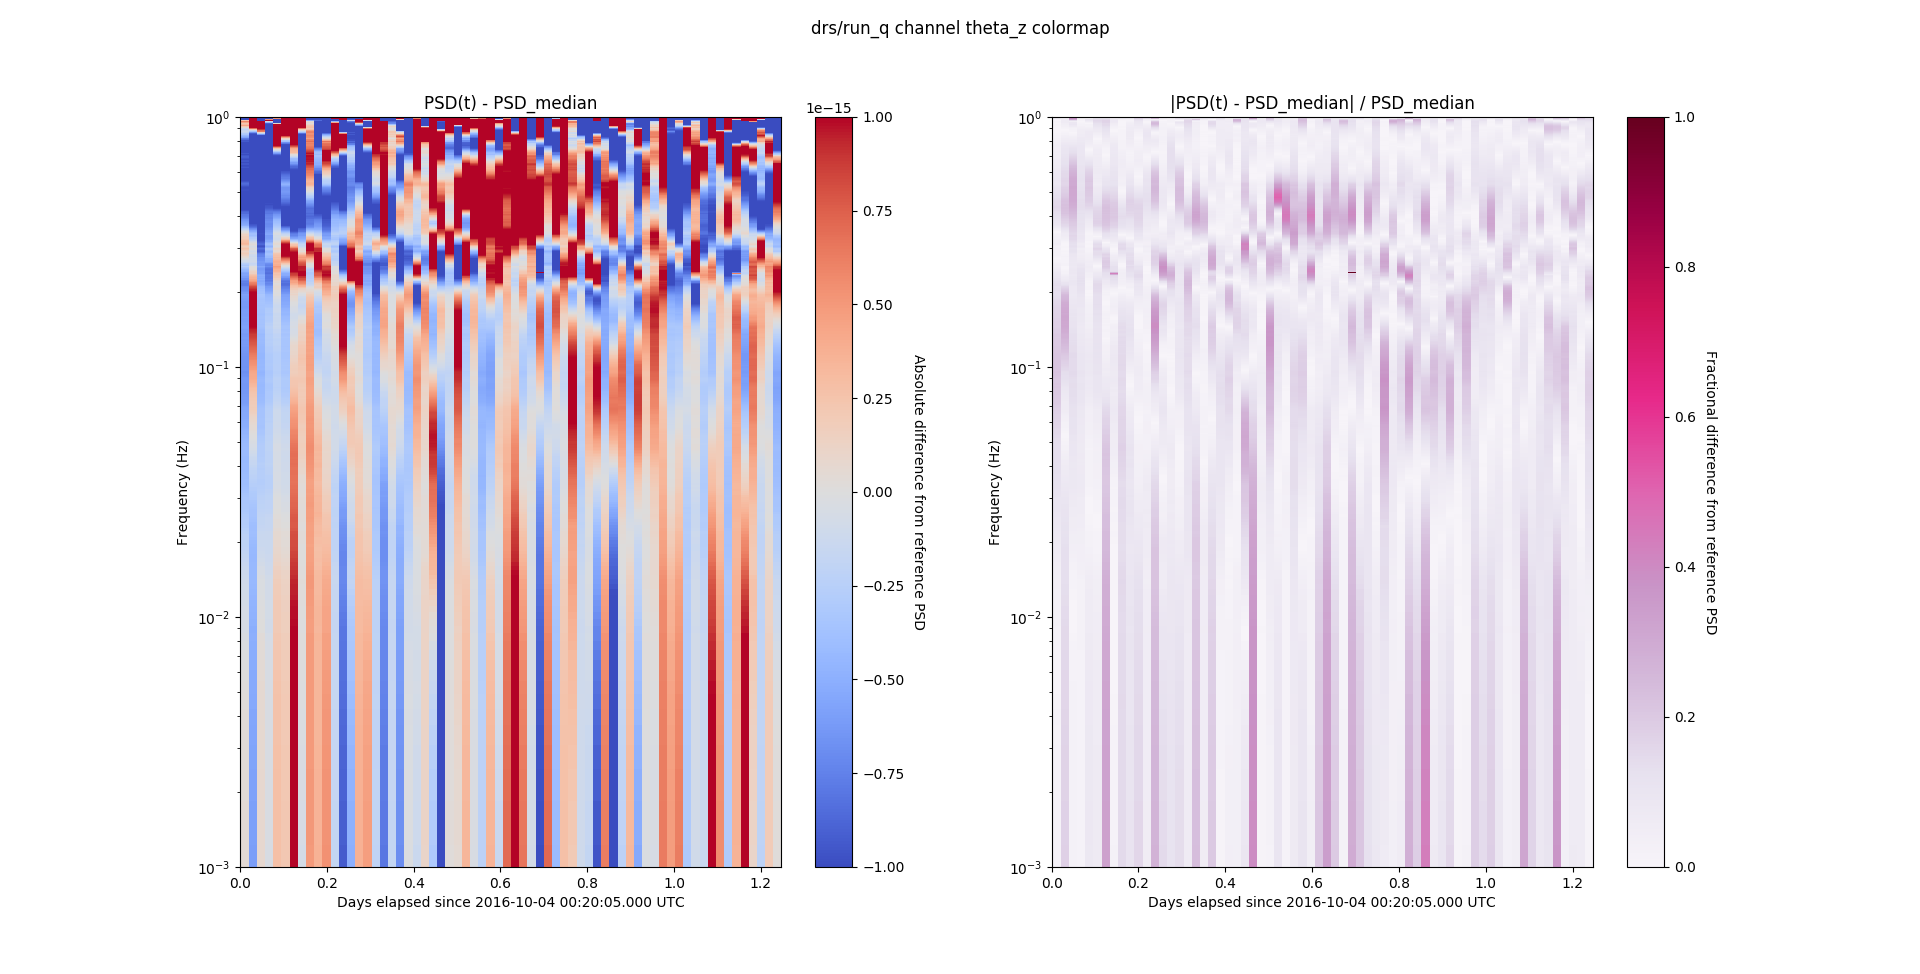 drs/run_q channel theta_z colormap
PSD(t) - PSD_median
1e−15
10^0
10^−1
10^−2
10^−3
Frequency (Hz)
0.0 0.2 0.4 0.6 0.8 1.0 1.2
Days elapsed since 2016-10-04 00:20:05.000 UTC
1.00
0.75
0.50
0.25
0.00
−0.25
−0.50
−0.75
−1.00
Absolute difference from reference PSD
|PSD(t) - PSD_median| / PSD_median
10^0
10^−1
10^−2
10^−3
Frequency (Hz)
0.0 0.2 0.4 0.6 0.8 1.0 1.2
Days elapsed since 2016-10-04 00:20:05.000 UTC
1.0
0.8
0.6
0.4
0.2
0.0
Fractional difference from reference PSD